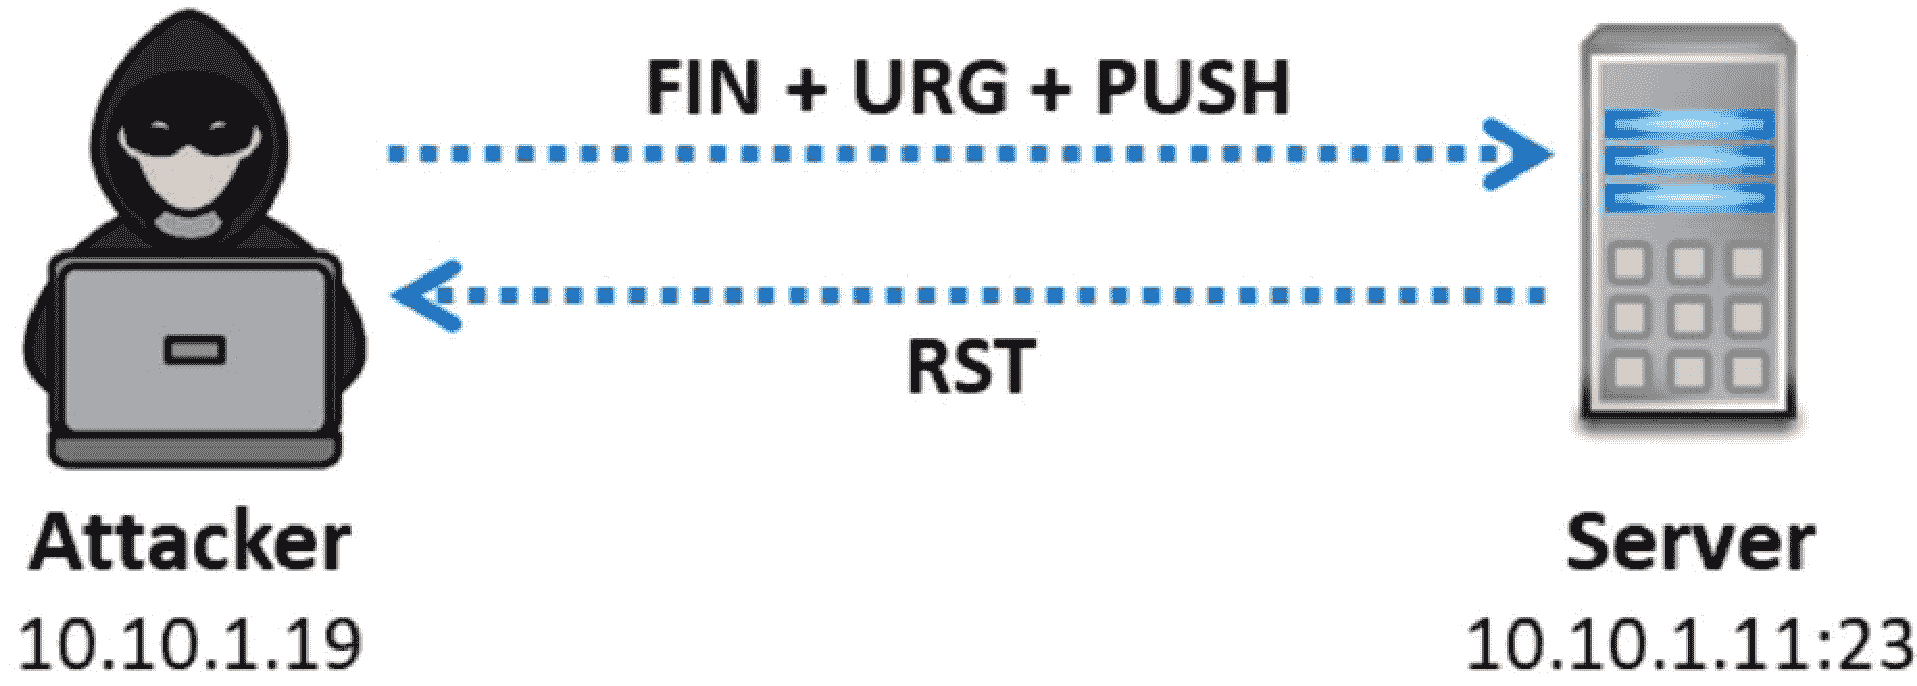 FIN + URG + PUSH
RST
Attacker
10.10.1.19
Server
10.10.1.11:23